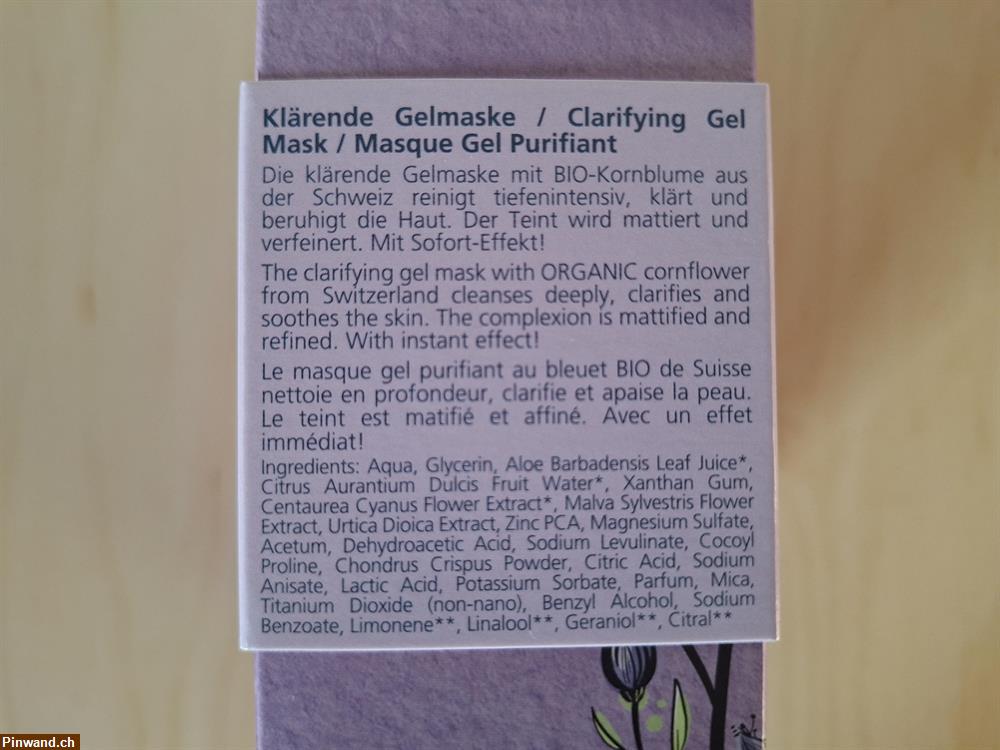 Klärende Gelmaske / Clarifying Gel
Mask / Masque Gel Purifiant
Die klärende Gelmaske mit BIO-Kornblume aus
der Schweiz reinigt tiefenintensiv, klärt und
beruhigt die Haut. Der Teint wird mattiert und
verfeinert. Mit Sofort-Effekt!
The clarifying gel mask with ORGANIC cornflower
from Switzerland cleanses deeply, clarifies and
soothes the skin. The complexion is mattified and
refined. With instant effect!
Le masque gel purifiant au bleuet BIO de Suisse
nettoie en profondeur, clarifie et apaise la peau.
Le teint est matifié et affiné. Avec un effet
immédiat!
Ingredients: Aqua, Glycerin, Aloe Barbadensis Leaf Juice*,
Citrus Aurantium Dulcis Fruit Water*, Xanthan Gum,
Centaurea Cyanus Flower Extract*, Malva Sylvestris Flower
Extract, Urtica Dioica Extract, Zinc PCA, Magnesium Sulfate,
Acetum, Dehydroacetic Acid, Sodium Levulinate, Cocoyl
Proline, Chondrus Crispus Powder, Citric Acid, Sodium
Anisate, Lactic Acid, Potassium Sorbate, Parfum, Mica,
Titanium Dioxide (non-nano), Benzyl Alcohol, Sodium
Benzoate, Limonene**, Linalool**, Geraniol**, Citral**
Pinwand.ch